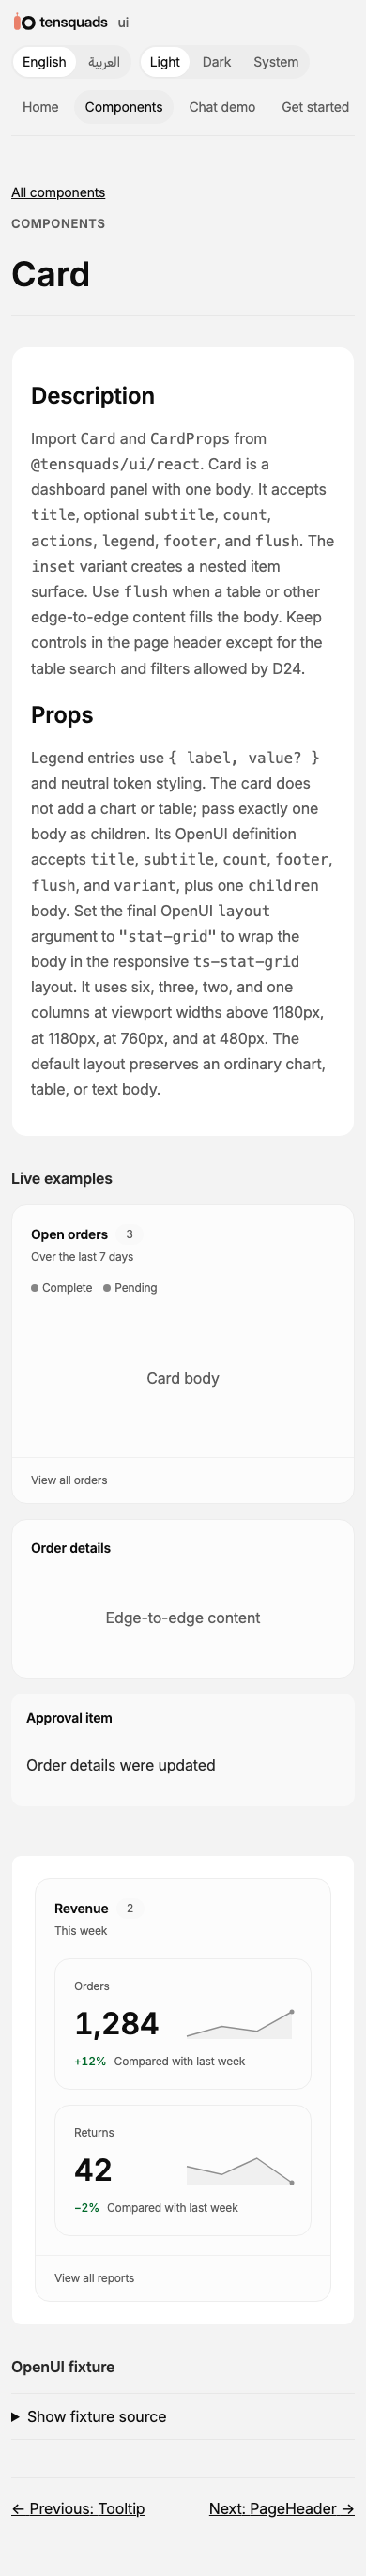 tensquads ui
English العربية Light Dark System
Home Components Chat demo Get started
All components
COMPONENTS
Card
Description
Import Card and CardProps from
@tensquads/ui/react. Card is a
dashboard panel with one body. It accepts
title, optional subtitle, count,
actions, legend, footer, and flush. The
inset variant creates a nested item
surface. Use flush when a table or other
edge-to-edge content fills the body. Keep
controls in the page header except for the
table search and filters allowed by D24.
Props
Legend entries use { label, value? }
and neutral token styling. The card does
not add a chart or table; pass exactly one
body as children. Its OpenUI definition
accepts title, subtitle, count, footer,
flush, and variant, plus one children
body. Set the final OpenUI layout
argument to "stat-grid" to wrap the
body in the responsive ts-stat-grid
layout. It uses six, three, two, and one
columns at viewport widths above 1180px,
at 1180px, at 760px, and at 480px. The
default layout preserves an ordinary chart,
table, or text body.
Live examples
Open orders 3
Over the last 7 days
Complete Pending
Card body
View all orders
Order details
Edge-to-edge content
Approval item
Order details were updated
Revenue 2
This week
Orders
1,284
+12% Compared with last week
Returns
42
−2% Compared with last week
View all reports
OpenUI fixture
Show fixture source
← Previous: Tooltip Next: PageHeader →